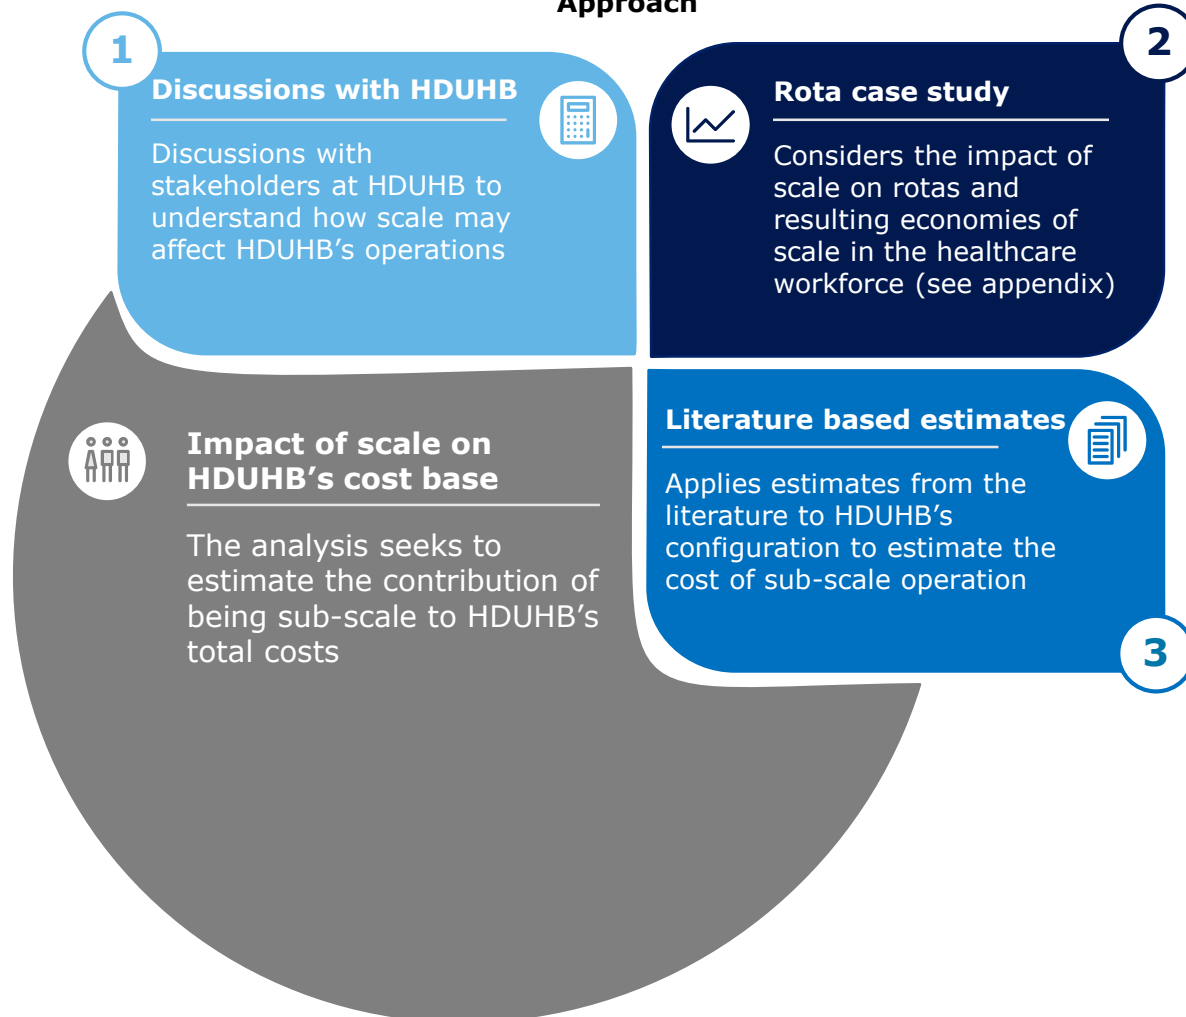 Approach
1
Discussions with HDUHB
Discussions with
stakeholders at HDUHB to
understand how scale may
affect HDUHB’s operations
2
Rota case study
Considers the impact of
scale on rotas and
resulting economies of
scale in the healthcare
workforce (see appendix)
Impact of scale on
HDUHB’s cost base
The analysis seeks to
estimate the contribution of
being sub-scale to HDUHB’s
total costs
Literature based estimates
Applies estimates from the
literature to HDUHB’s
configuration to estimate the
cost of sub-scale operation
3